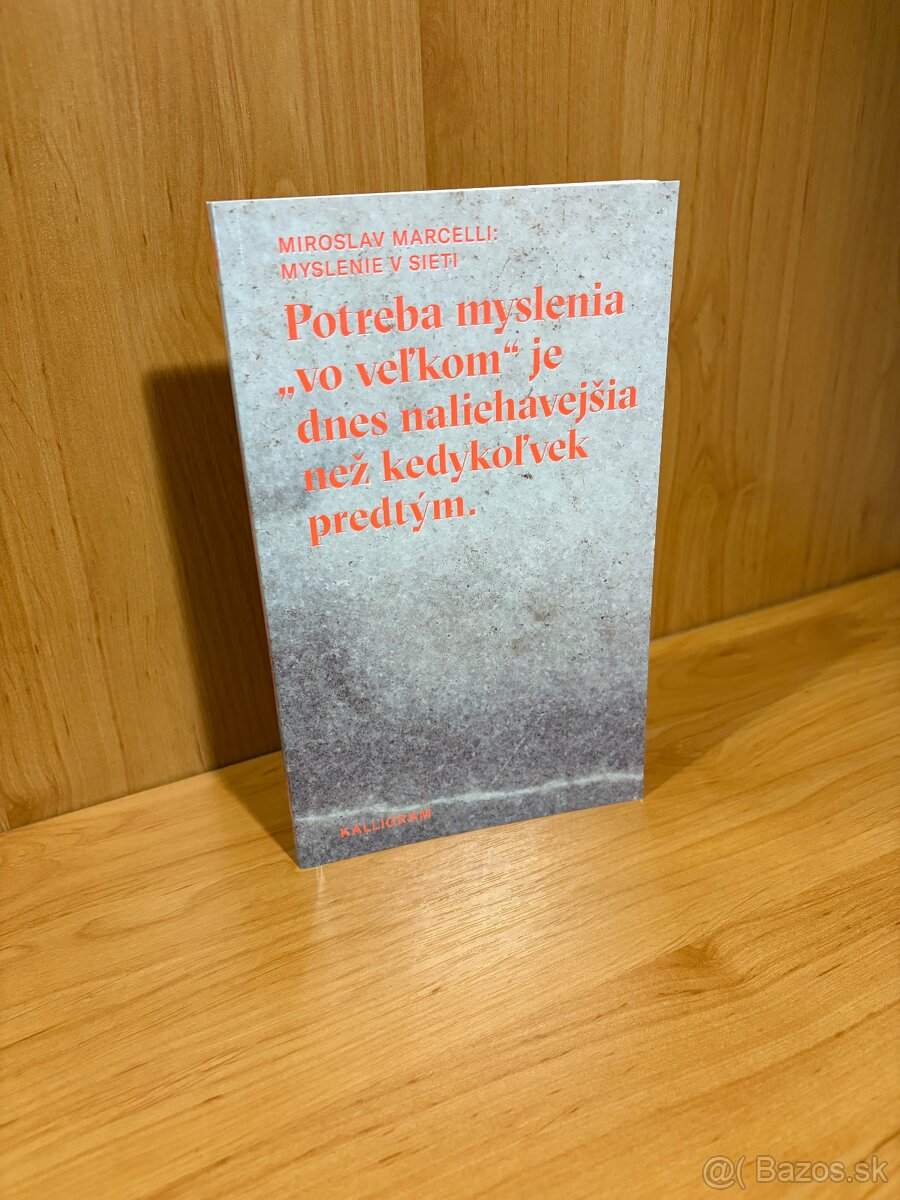 MIROSLAV MARCELLI:
MYSLENIE V SIETI
Potreba myslenia
„vo veľkom“ je
dnes naliehavejšia
než kedykoľvek
predtým.
KALLIGRAM
@( Bazos.sk